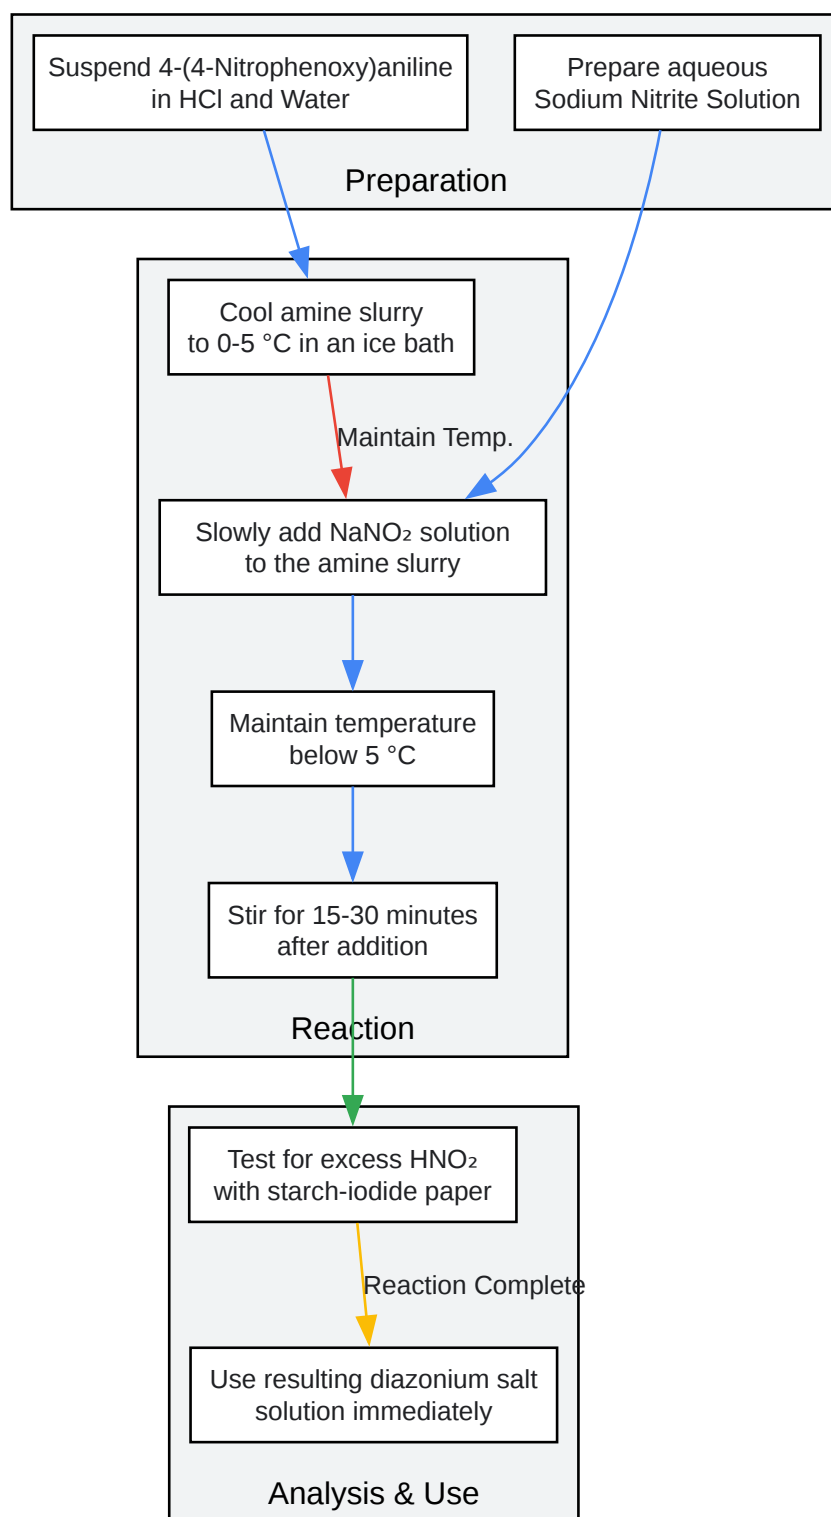 Suspend 4-(4-Nitrophenoxy)aniline
in HCl and Water
Prepare aqueous
Sodium Nitrite Solution
Preparation
Cool amine slurry
to 0-5 °C in an ice bath
Maintain Temp.
Slowly add NaNO₂ solution
to the amine slurry
Maintain temperature
below 5 °C
Stir for 15-30 minutes
after addition
Reaction
Test for excess HNO₂
with starch-iodide paper
Reaction Complete
Use resulting diazonium salt
solution immediately
Analysis & Use